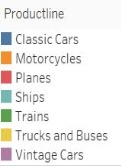 Productline
Classic Cars
Motorcycles
Planes
Ships
Trains
Trucks and Buses
Vintage Cars